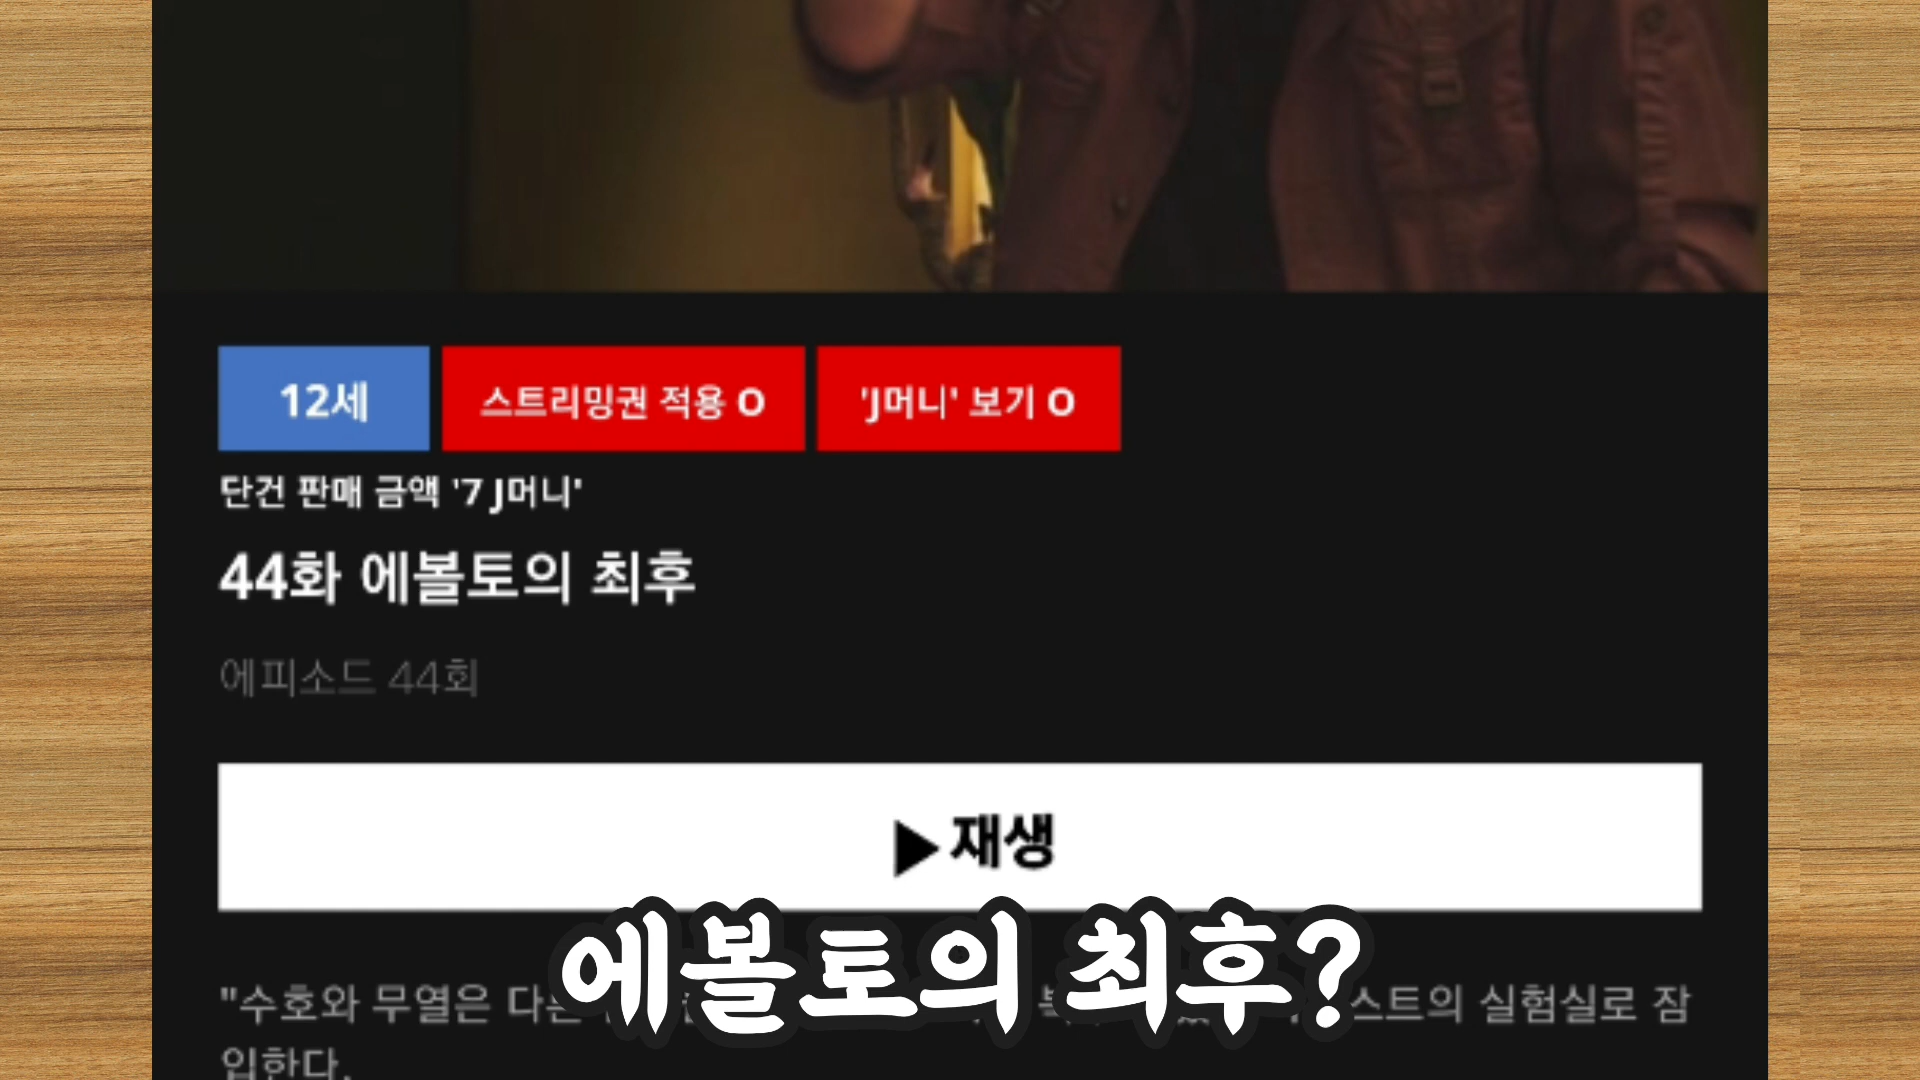 12세 스트리밍권 적용 O 'J머니' 보기 O
단건 판매 금액 '7 J머니'
44화 에볼토의 최후
에피소드 44회
▶재생
에볼토의 최후?
"수호와 무열은 스트의 실험실로 잠
입한다.